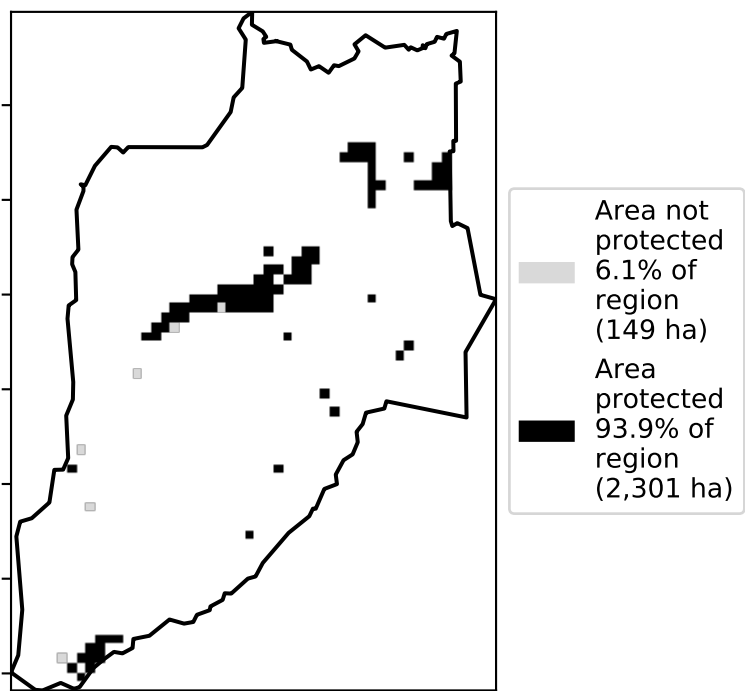 Area not
protected
6.1% of
region
(149 ha)
Area
protected
93.9% of
region
(2,301 ha)